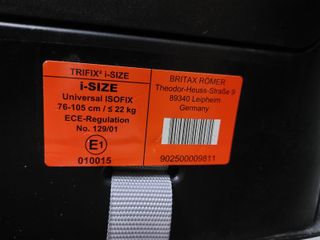 TRIFIX² i-SIZE
i-SIZE
Universal ISOFIX
76-105 cm / ≤ 22 kg
ECE-Regulation
No. 129/01
E1
010015
BRITAX RÖMER
Theodor-Heuss-Straße 9
89340 Leipheim
Germany
902500009811